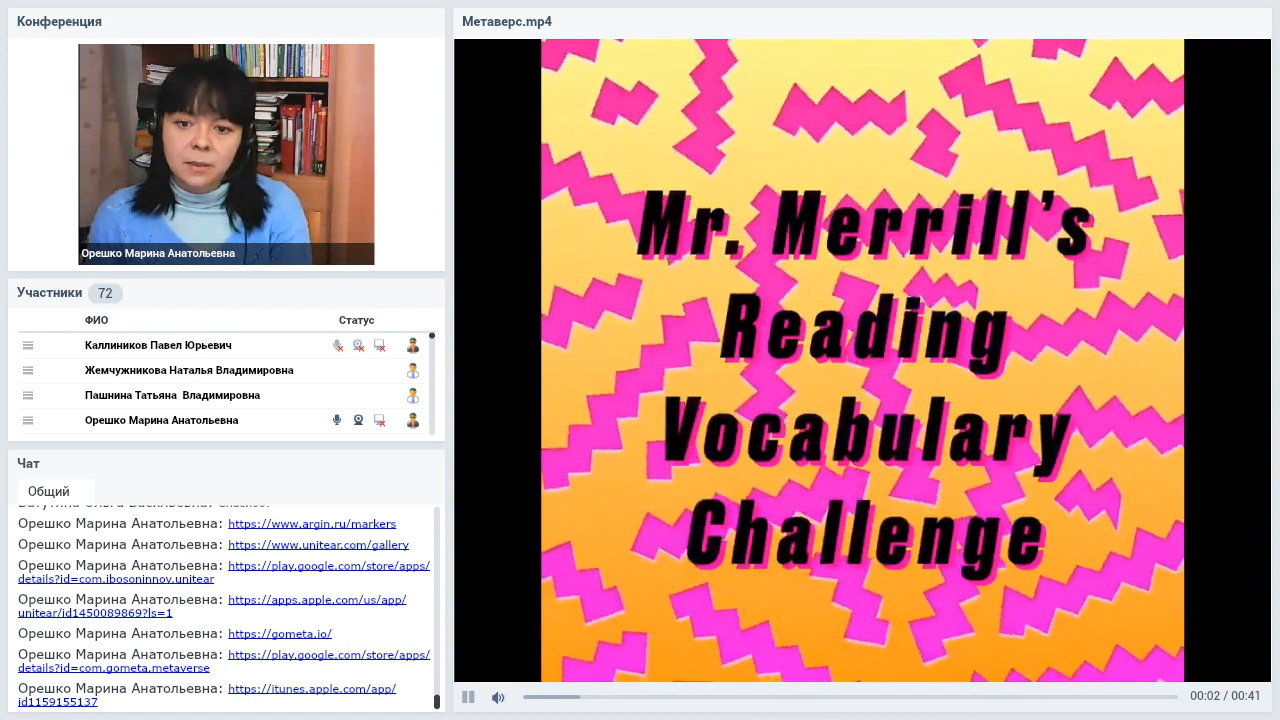 Конференция
Орешко Марина Анатольевна
Участники 72
ФИО Статус
Каллиников Павел Юрьевич
Жемчужникова Наталья Владимировна
Пашнина Татьяна Владимировна
Орешко Марина Анатольевна
Чат
Общий
Орешко Марина Анатольевна: https://www.argin.ru/markers
Орешко Марина Анатольевна: https://www.unitear.com/gallery
Орешко Марина Анатольевна: https://play.google.com/store/apps/
details?id=com.ibosoninnov.unitear
Орешко Марина Анатольевна: https://apps.apple.com/us/app/
unitear/id1450089869?ls=1
Орешко Марина Анатольевна: https://gometa.io/
Орешко Марина Анатольевна: https://play.google.com/store/apps/
details?id=com.gometa.metaverse
Орешко Марина Анатольевна: https://itunes.apple.com/app/
id1159155137
Метаверс.mp4
Mr. Merrill's
Reading
Vocabulary
Challenge
00:02 / 00:41